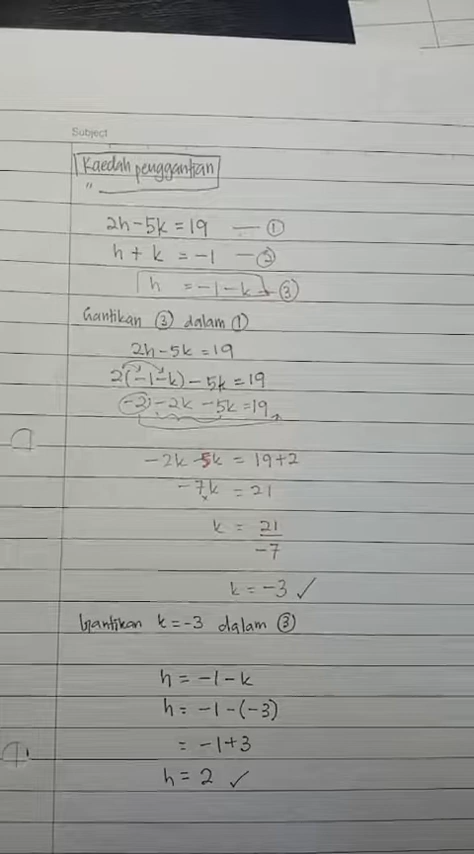 Subject
Kaedah penggantian
2h - 5k = 19 — ①
h + k = -1 — ②
h = -1 - k → ③
Gantikan ③ dalam ①
2h - 5k = 19
2(-1 - k) - 5k = 19
-2 - 2k - 5k = 19
-2k - 5k = 19 + 2
-7k = 21
k = 21/-7
k = -3 ✓
Gantikan k = -3 dalam ③
h = -1 - k
h = -1 - (-3)
= -1 + 3
h = 2 ✓